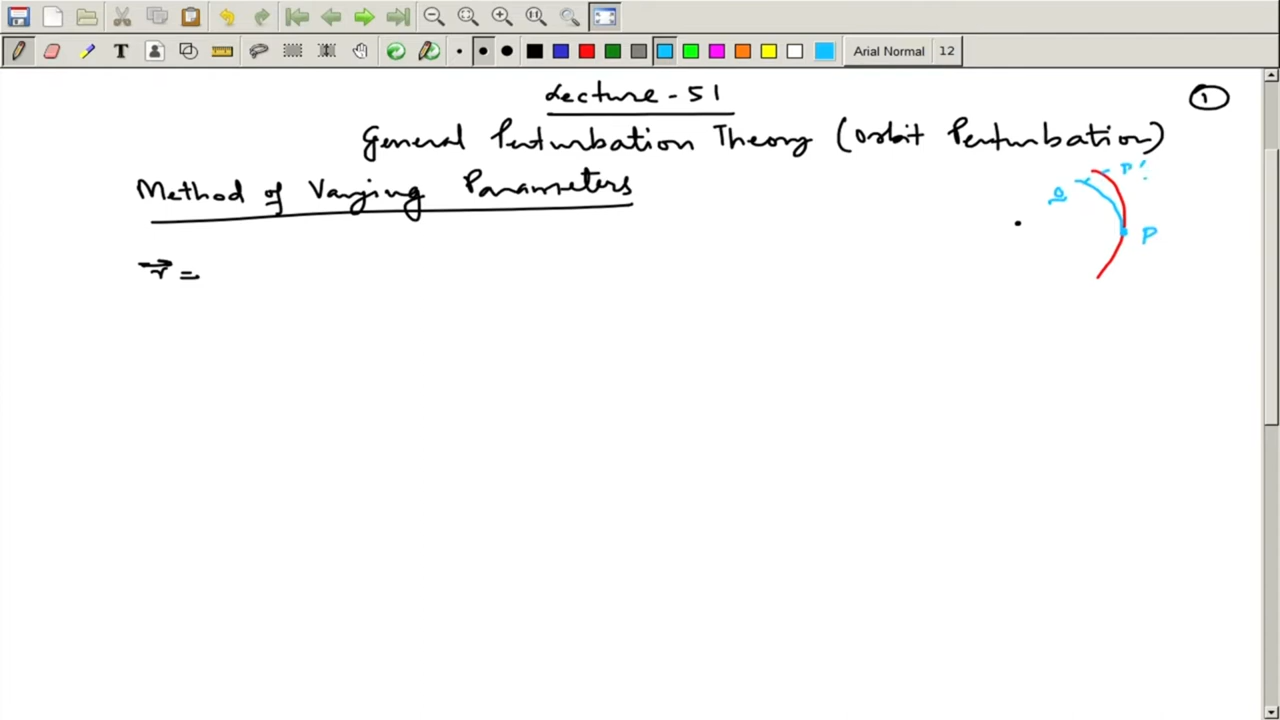 Arial Normal 12
Lecture - 51
1
General Perturbation Theory (Orbit Perturbation)
Method of Varying Parameters
P'
Q
P
r =